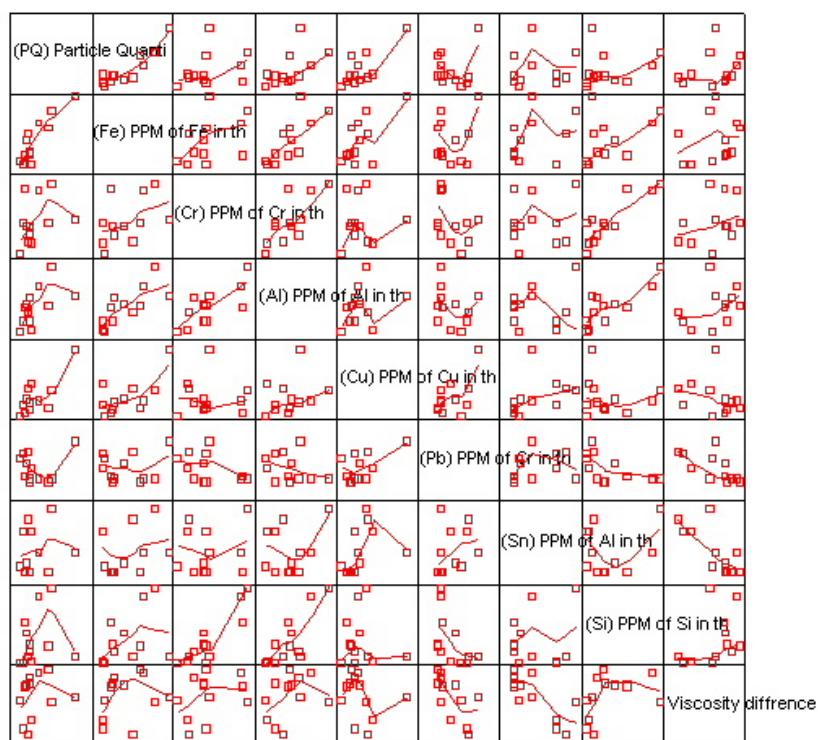 (PQ) Particle Quanti
(Fe) PPM of Fe in th
(Cr) PPM of Cr in th
(Al) PPM of Al in th
(Cu) PPM of Cu in th
(Pb) PPM of Cr in th
(Sn) PPM of Al in th
(Si) PPM of Si in th
Viscosity diffrence